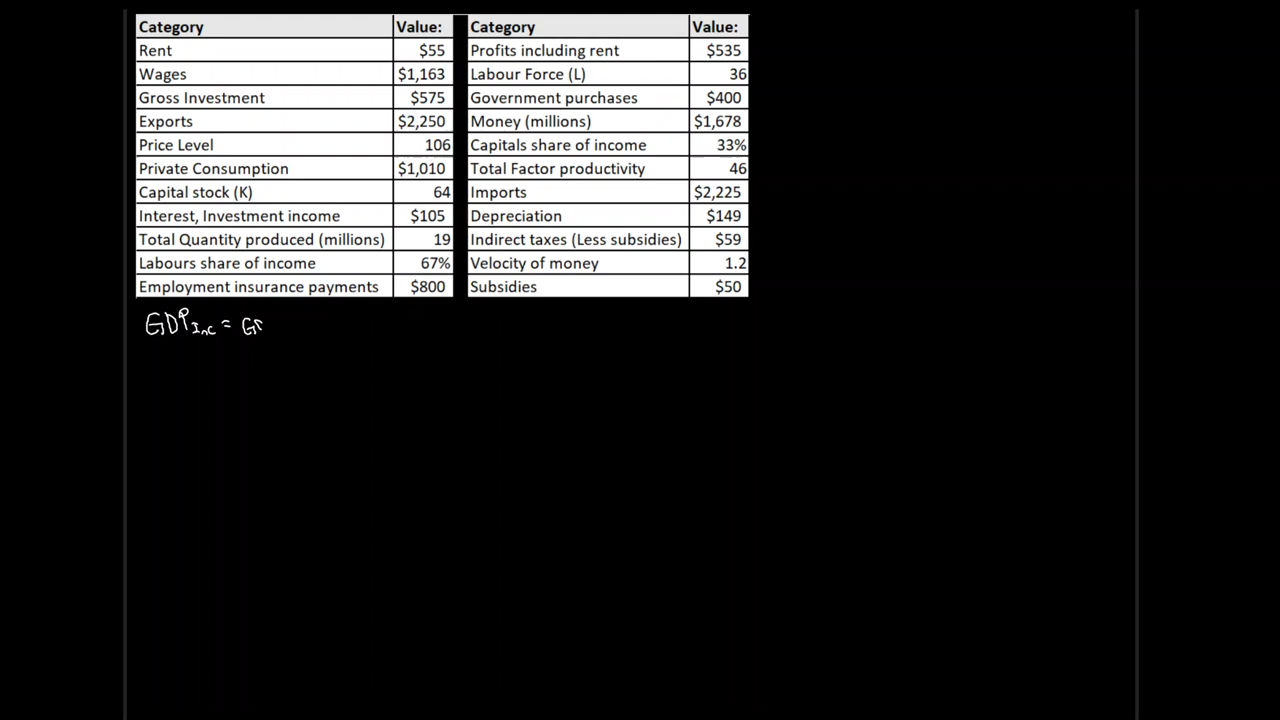 Category Value: Category Value:
Rent $55 Profits including rent $535
Wages $1,163 Labour Force (L) 36
Gross Investment $575 Government purchases $400
Exports $2,250 Money (millions) $1,678
Price Level 106 Capitals share of income 33%
Private Consumption $1,010 Total Factor productivity 46
Capital stock (K) 64 Imports $2,225
Interest, Investment income $105 Depreciation $149
Total Quantity produced (millions) 19 Indirect taxes (Less subsidies) $59
Labours share of income 67% Velocity of money 1.2
Employment insurance payments $800 Subsidies $50
GDP Inc = G